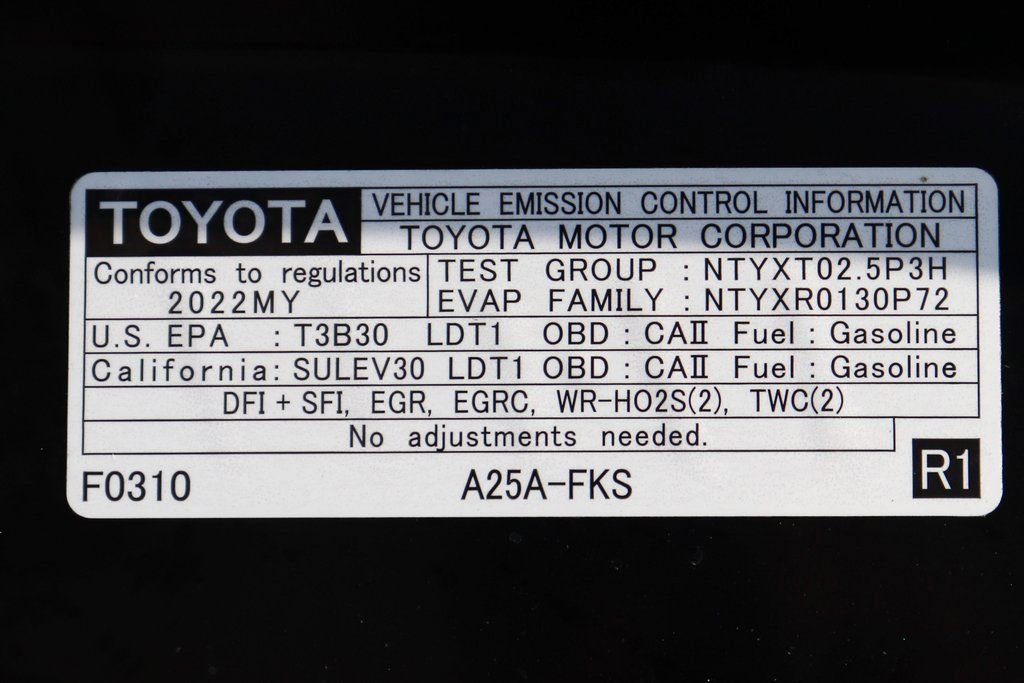 TOYOTA VEHICLE EMISSION CONTROL INFORMATION
TOYOTA MOTOR CORPORATION
Conforms to regulations
2022MY
TEST GROUP : NTYXT02.5P3H
EVAP FAMILY : NTYXR0130P72
U.S. EPA : T3B30 LDT1 OBD : CAⅡ Fuel : Gasoline
California: SULEV30 LDT1 OBD : CAⅡ Fuel : Gasoline
DFI + SFI, EGR, EGRC, WR-HO2S(2), TWC(2)
No adjustments needed.
F0310 A25A-FKS R1